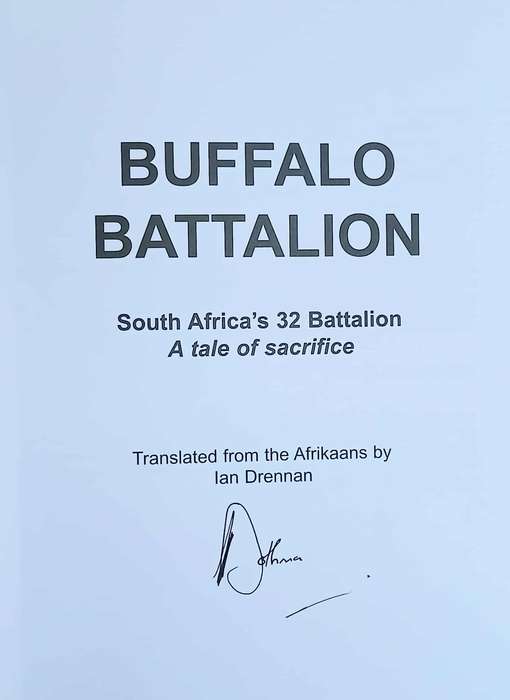 BUFFALO
BATTALION
South Africa's 32 Battalion
A tale of sacrifice
Translated from the Afrikaans by
Ian Drennan